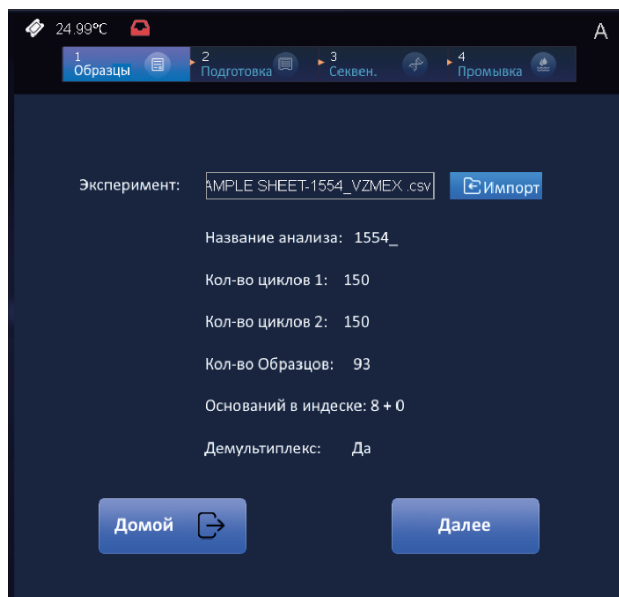 24.99°C
A
1
Образцы
2
Подготовка
3
Секвен.
4
Промывка
Эксперимент: AMPLE SHEET-1554_VZMEX .csv Импорт
Название анализа: 1554_
Кол-во циклов 1: 150
Кол-во циклов 2: 150
Кол-во Образцов: 93
Оснований в индеске: 8 + 0
Демультиплекс: Да
Домой
Далее